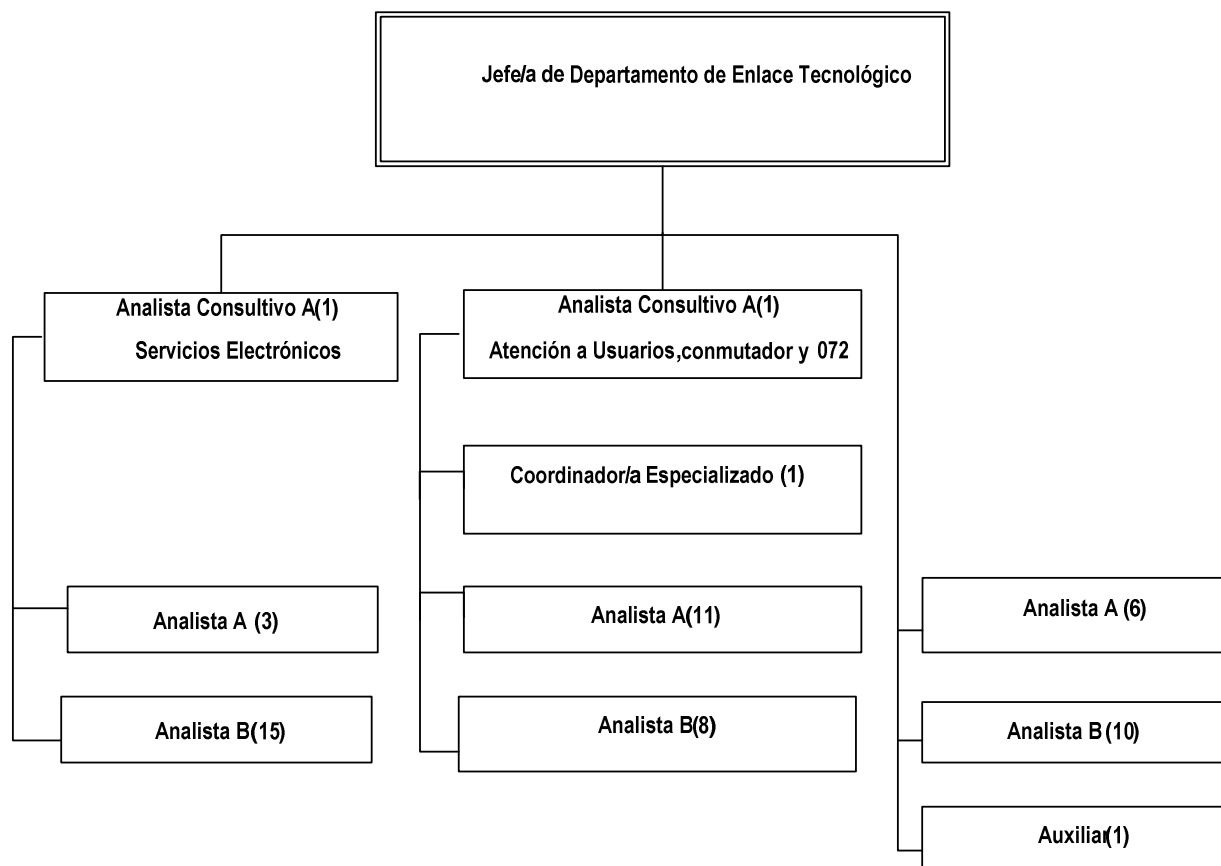 Jefe/a de Departamento de Enlace Tecnológico
Analista Consultivo A(1)
Servicios Electrónicos
Analista Consultivo A(1)
Atención a Usuarios,conmutador y 072
Coordinador/a Especializado (1)
Analista A (3)
Analista A(11)
Analista A (6)
Analista B(15)
Analista B(8)
Analista B (10)
Auxiliar(1)